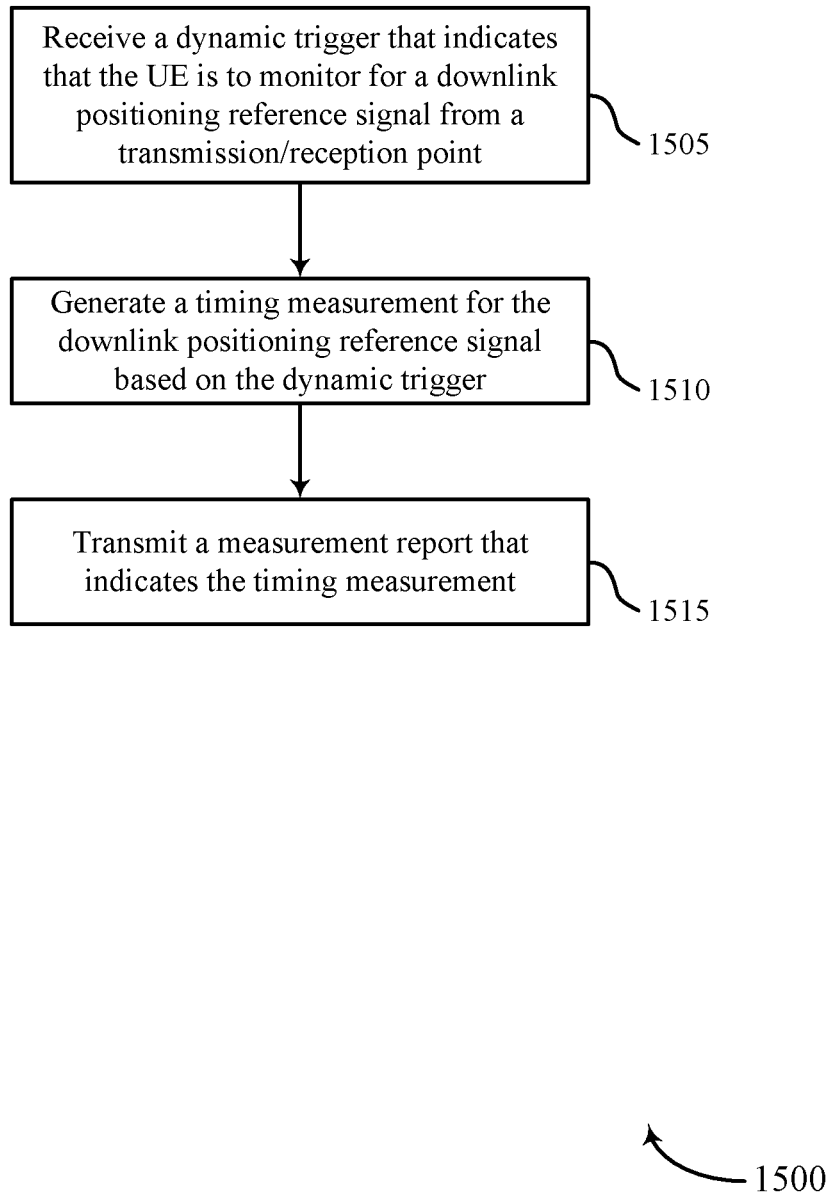 Receive a dynamic trigger that indicates
that the UE is to monitor for a downlink
positioning reference signal from a
transmission/reception point
1505
Generate a timing measurement for the
downlink positioning reference signal
based on the dynamic trigger
1510
Transmit a measurement report that
indicates the timing measurement
1515
1500